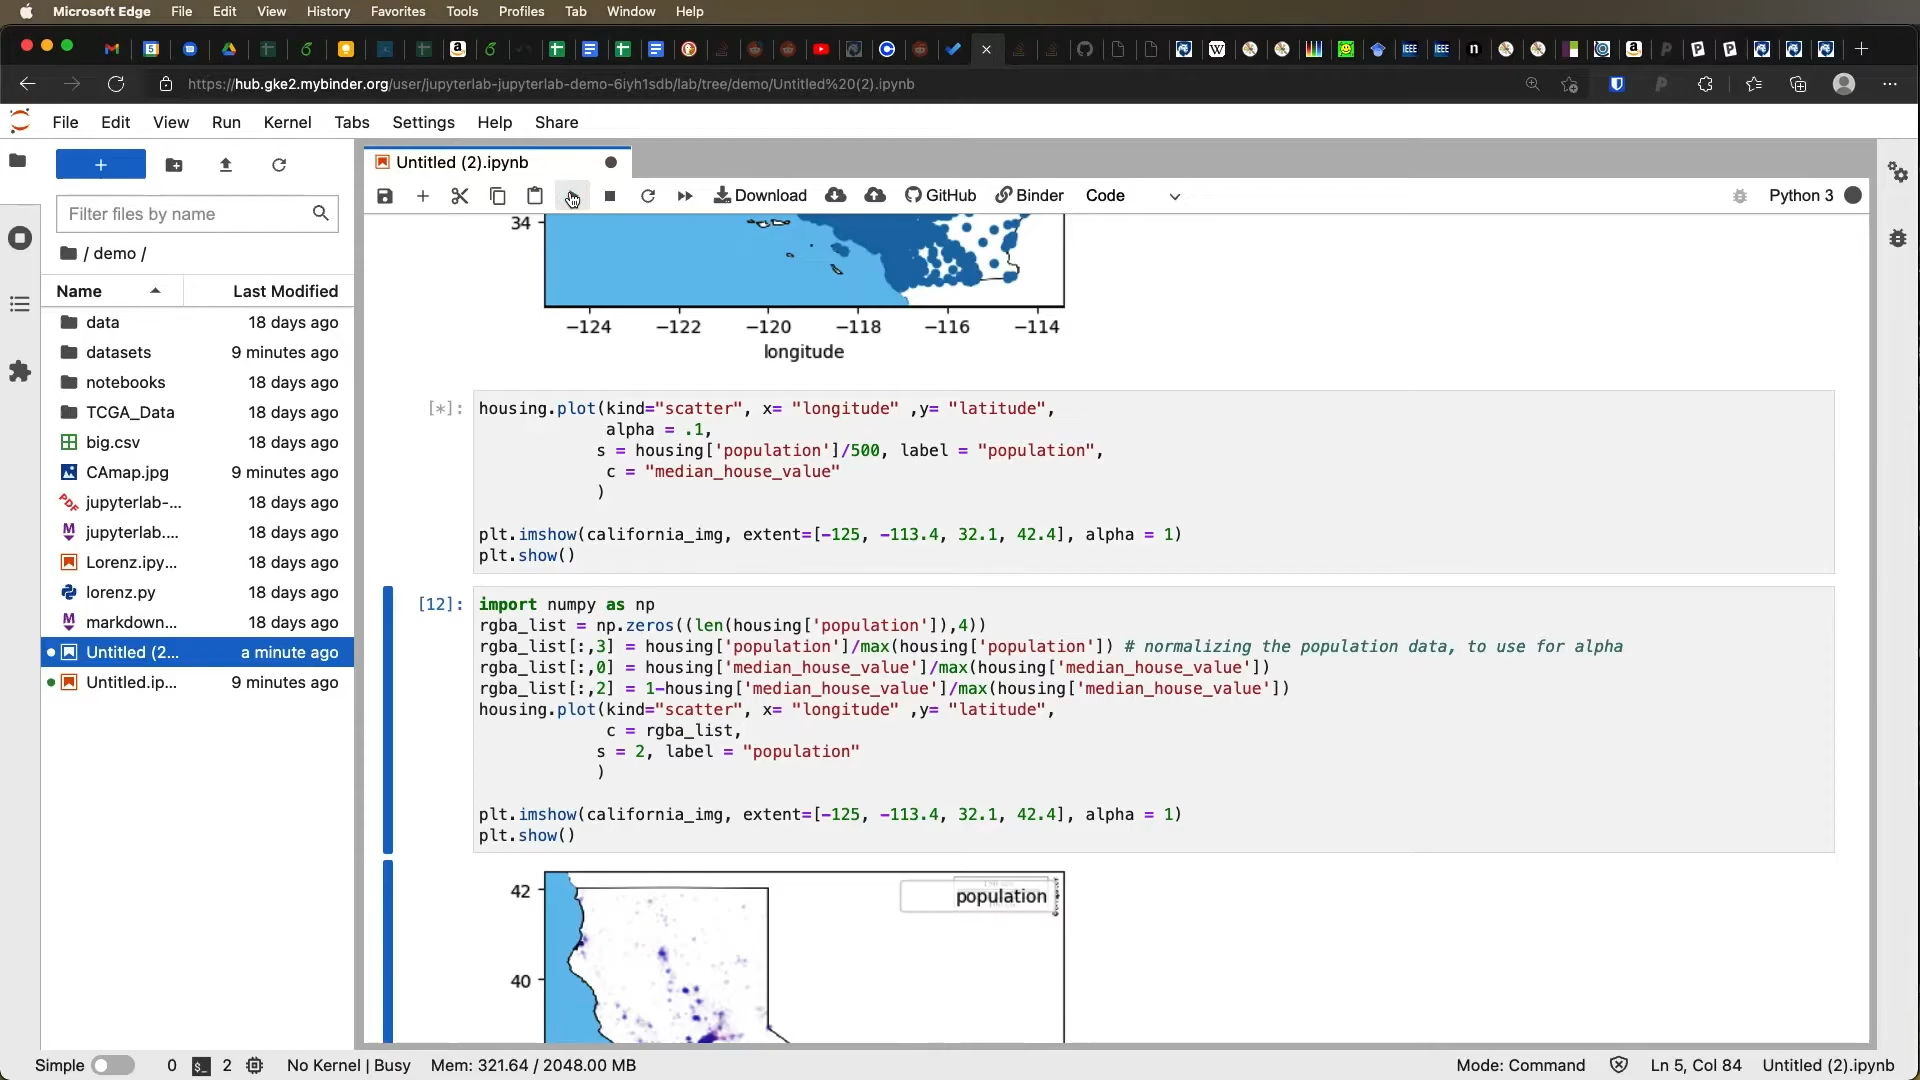 Microsoft Edge File Edit View History Favorites Tools Profiles Tab Window Help
https://hub.gke2.mybinder.org/user/jupyterlab-jupyterlab-demo-6iyh1sdb/lab/tree/demo/Untitled%20(2).ipynb
File Edit View Run Kernel Tabs Settings Help Share
Untitled (2).ipynb
Download GitHub Binder Code Python 3
Filter files by name
/ demo /
Name Last Modified
data 18 days ago
datasets 9 minutes ago
notebooks 18 days ago
TCGA_Data 18 days ago
big.csv 18 days ago
CAmap.jpg 9 minutes ago
jupyterlab-... 18 days ago
jupyterlab.... 18 days ago
Lorenz.ipy... 18 days ago
lorenz.py 18 days ago
markdown... 18 days ago
Untitled (2... a minute ago
Untitled.ip... 9 minutes ago
34
−124 −122 −120 −118 −116 −114
longitude
[*]: housing.plot(kind="scatter", x= "longitude" ,y= "latitude",
alpha = .1,
s = housing['population']/500, label = "population",
c = "median_house_value"
)
plt.imshow(california_img, extent=[-125, -113.4, 32.1, 42.4], alpha = 1)
plt.show()
[12]: import numpy as np
rgba_list = np.zeros((len(housing['population']),4))
rgba_list[:,3] = housing['population']/max(housing['population']) # normalizing the population data, to use for alpha
rgba_list[:,0] = housing['median_house_value']/max(housing['median_house_value'])
rgba_list[:,2] = 1-housing['median_house_value']/max(housing['median_house_value'])
housing.plot(kind="scatter", x= "longitude" ,y= "latitude",
c = rgba_list,
s = 2, label = "population"
)
plt.imshow(california_img, extent=[-125, -113.4, 32.1, 42.4], alpha = 1)
plt.show()
42
population
40
Simple 0 2 No Kernel | Busy Mem: 321.64 / 2048.00 MB Mode: Command Ln 5, Col 84 Untitled (2).ipynb